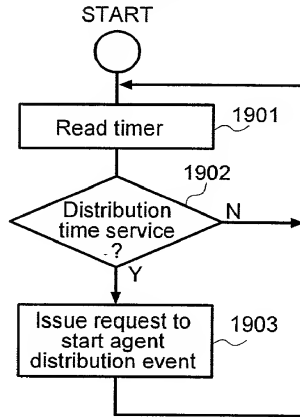 START
Read timer
1901
1902
Distribution
time service
?
N
Y
Issue request to
start agent
distribution event
1903